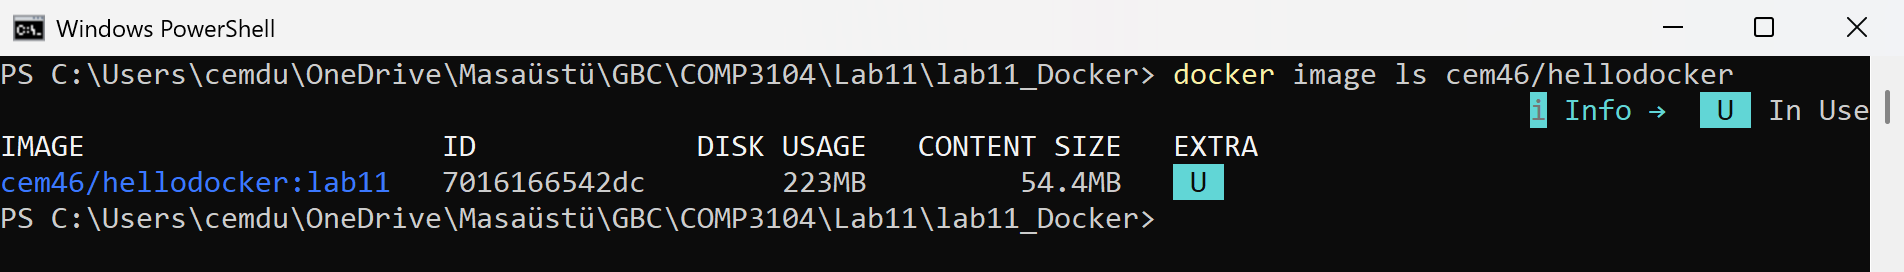 Windows PowerShell
PS C:\Users\cemdu\OneDrive\Masaüstü\GBC\COMP3104\Lab11\lab11_Docker> docker image ls cem46/hellodocker
i Info → U In Use
IMAGE ID DISK USAGE CONTENT SIZE EXTRA
cem46/hellodocker:lab11 7016166542dc 223MB 54.4MB U
PS C:\Users\cemdu\OneDrive\Masaüstü\GBC\COMP3104\Lab11\lab11_Docker>